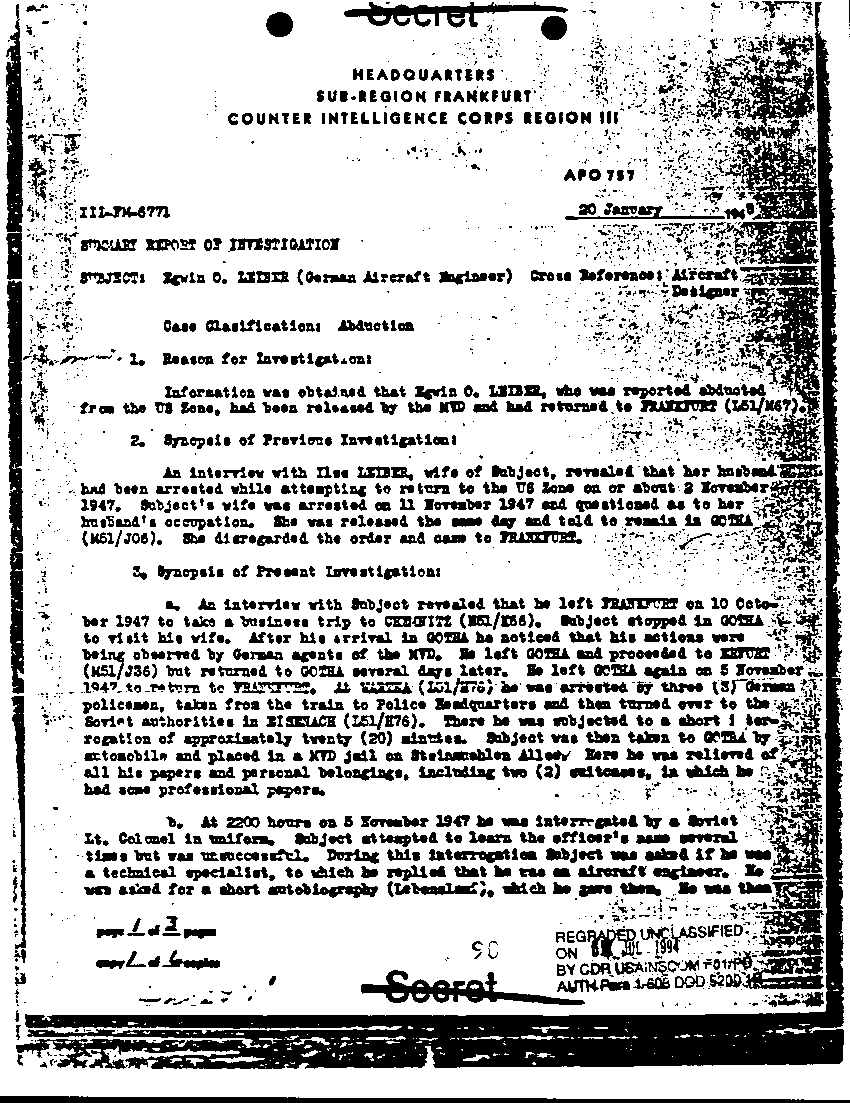 Secret
HEADQUARTERS
SUB-REGION FRANKFURT
COUNTER INTELLIGENCE CORPS REGION III
APO 757
III-FM-6771
20 January 1948
SUMMARY REPORT OF INVESTIGATION
SUBJECT: Egwin O. LEIBER (German Aircraft Engineer) Cross Reference: Aircraft
Designer
Case Clasification: Abduction
1. Reason for Investigation:
Information was obtained that Egwin O. LEIBER, who was reported abducted
from the US Zone, had been released by the MVD and had returned to FRANKFURT (L51/M67).
2. Synopsis of Previous Investigation:
An interview with Ilse LEIBER, wife of Subject, revealed that her husband
had been arrested while attempting to return to the US Zone on or about 2 November
1947. Subject's wife was arrested on 11 November 1947 and questioned as to her
husband's occupation. She was released the same day and told to remain in GOTHA
(M51/J06). She disregarded the order and came to FRANKFURT.
3. Synopsis of Present Investigation:
a. An interview with Subject revealed that he left FRANKFURT on 10 Octo-
ber 1947 to take a business trip to CHEMNITZ (N51/K66). Subject stopped in GOTHA
to visit his wife. After his arrival in GOTHA he noticed that his actions were
being observed by German agents of the MVD. He left GOTHA and proceeded to ERFURT
(M51/J36) but returned to GOTHA several days later. He left GOTHA again on 5 November
1947 to return to FRANKFURT. At (L51/H76) he was arrested by three (3) German
policemen, taken from the train to Police Headquarters and then turned over to the
Soviet authorities in EISENACH (L51/H76). There he was subjected to a short i ter-
rogation of approximately twenty (20) minties. Subject was then taken to GOTHA by
automobile and placed in a MVD jail on Steinmuehlen Allee. Here he was relieved of
all his papers and personal belongings, including two (2) suitcases, in which he
had some professional papers.
b. At 2200 hours on 5 November 1947 he was interrogated by a Soviet
Lt. Colonel in uniform. Subject attempted to learn the officer's name several
times but was unsuccessful. During this interrogation Subject was asked if he was
a technical specialist, to which he replied that he was an aircraft engineer. He
was asked for a short autobiography (Lebenslauf), which he gave them. He was then
page 1 of 3 pages
copy 1 of 6 copies
90
REGRADED UNCLASSIFIED
ON JUL 1994
BY CDR USAINSCOM F01/PO
AUTH Para 1-603 DOD 5200.1R
Secret